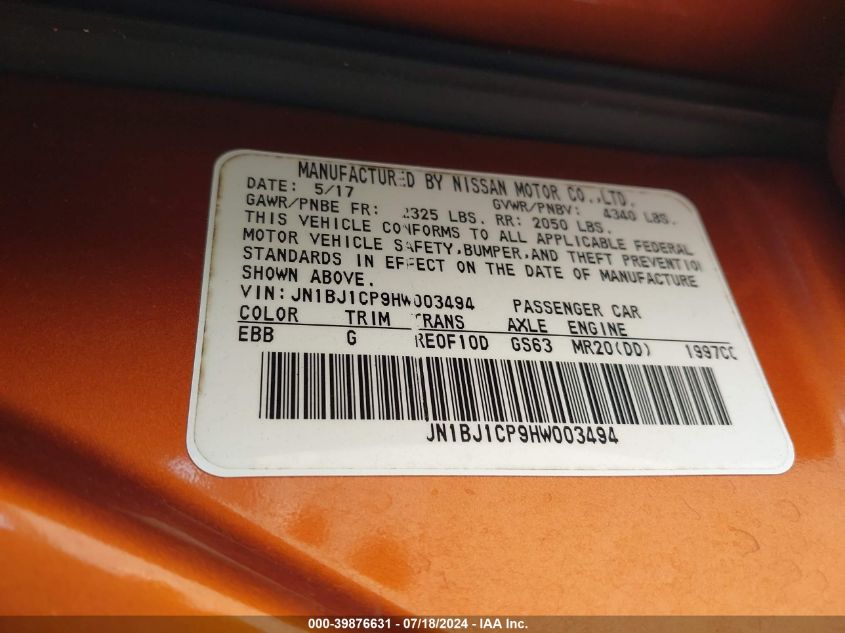 MANUFACTURED BY NISSAN MOTOR CO.,LTD.
DATE: 5/17 GVWR/PNBV: 4340 LBS.
GAWR/PNBE FR: 2325 LBS. RR: 2050 LBS.
THIS VEHICLE CONFORMS TO ALL APPLICABLE FEDERAL
MOTOR VEHICLE SAFETY,BUMPER,AND THEFT PREVENTION
STANDARDS IN EFFECT ON THE DATE OF MANUFACTURE
SHOWN ABOVE.
VIN:JN1BJ1CP9HW003494 PASSENGER CAR
COLOR TRIM TRANS AXLE ENGINE
EBB G RE0F10D GS63 MR20(DD) 1997CC
JN1BJ1CP9HW003494
000-39876631 - 07/18/2024 - IAA Inc.